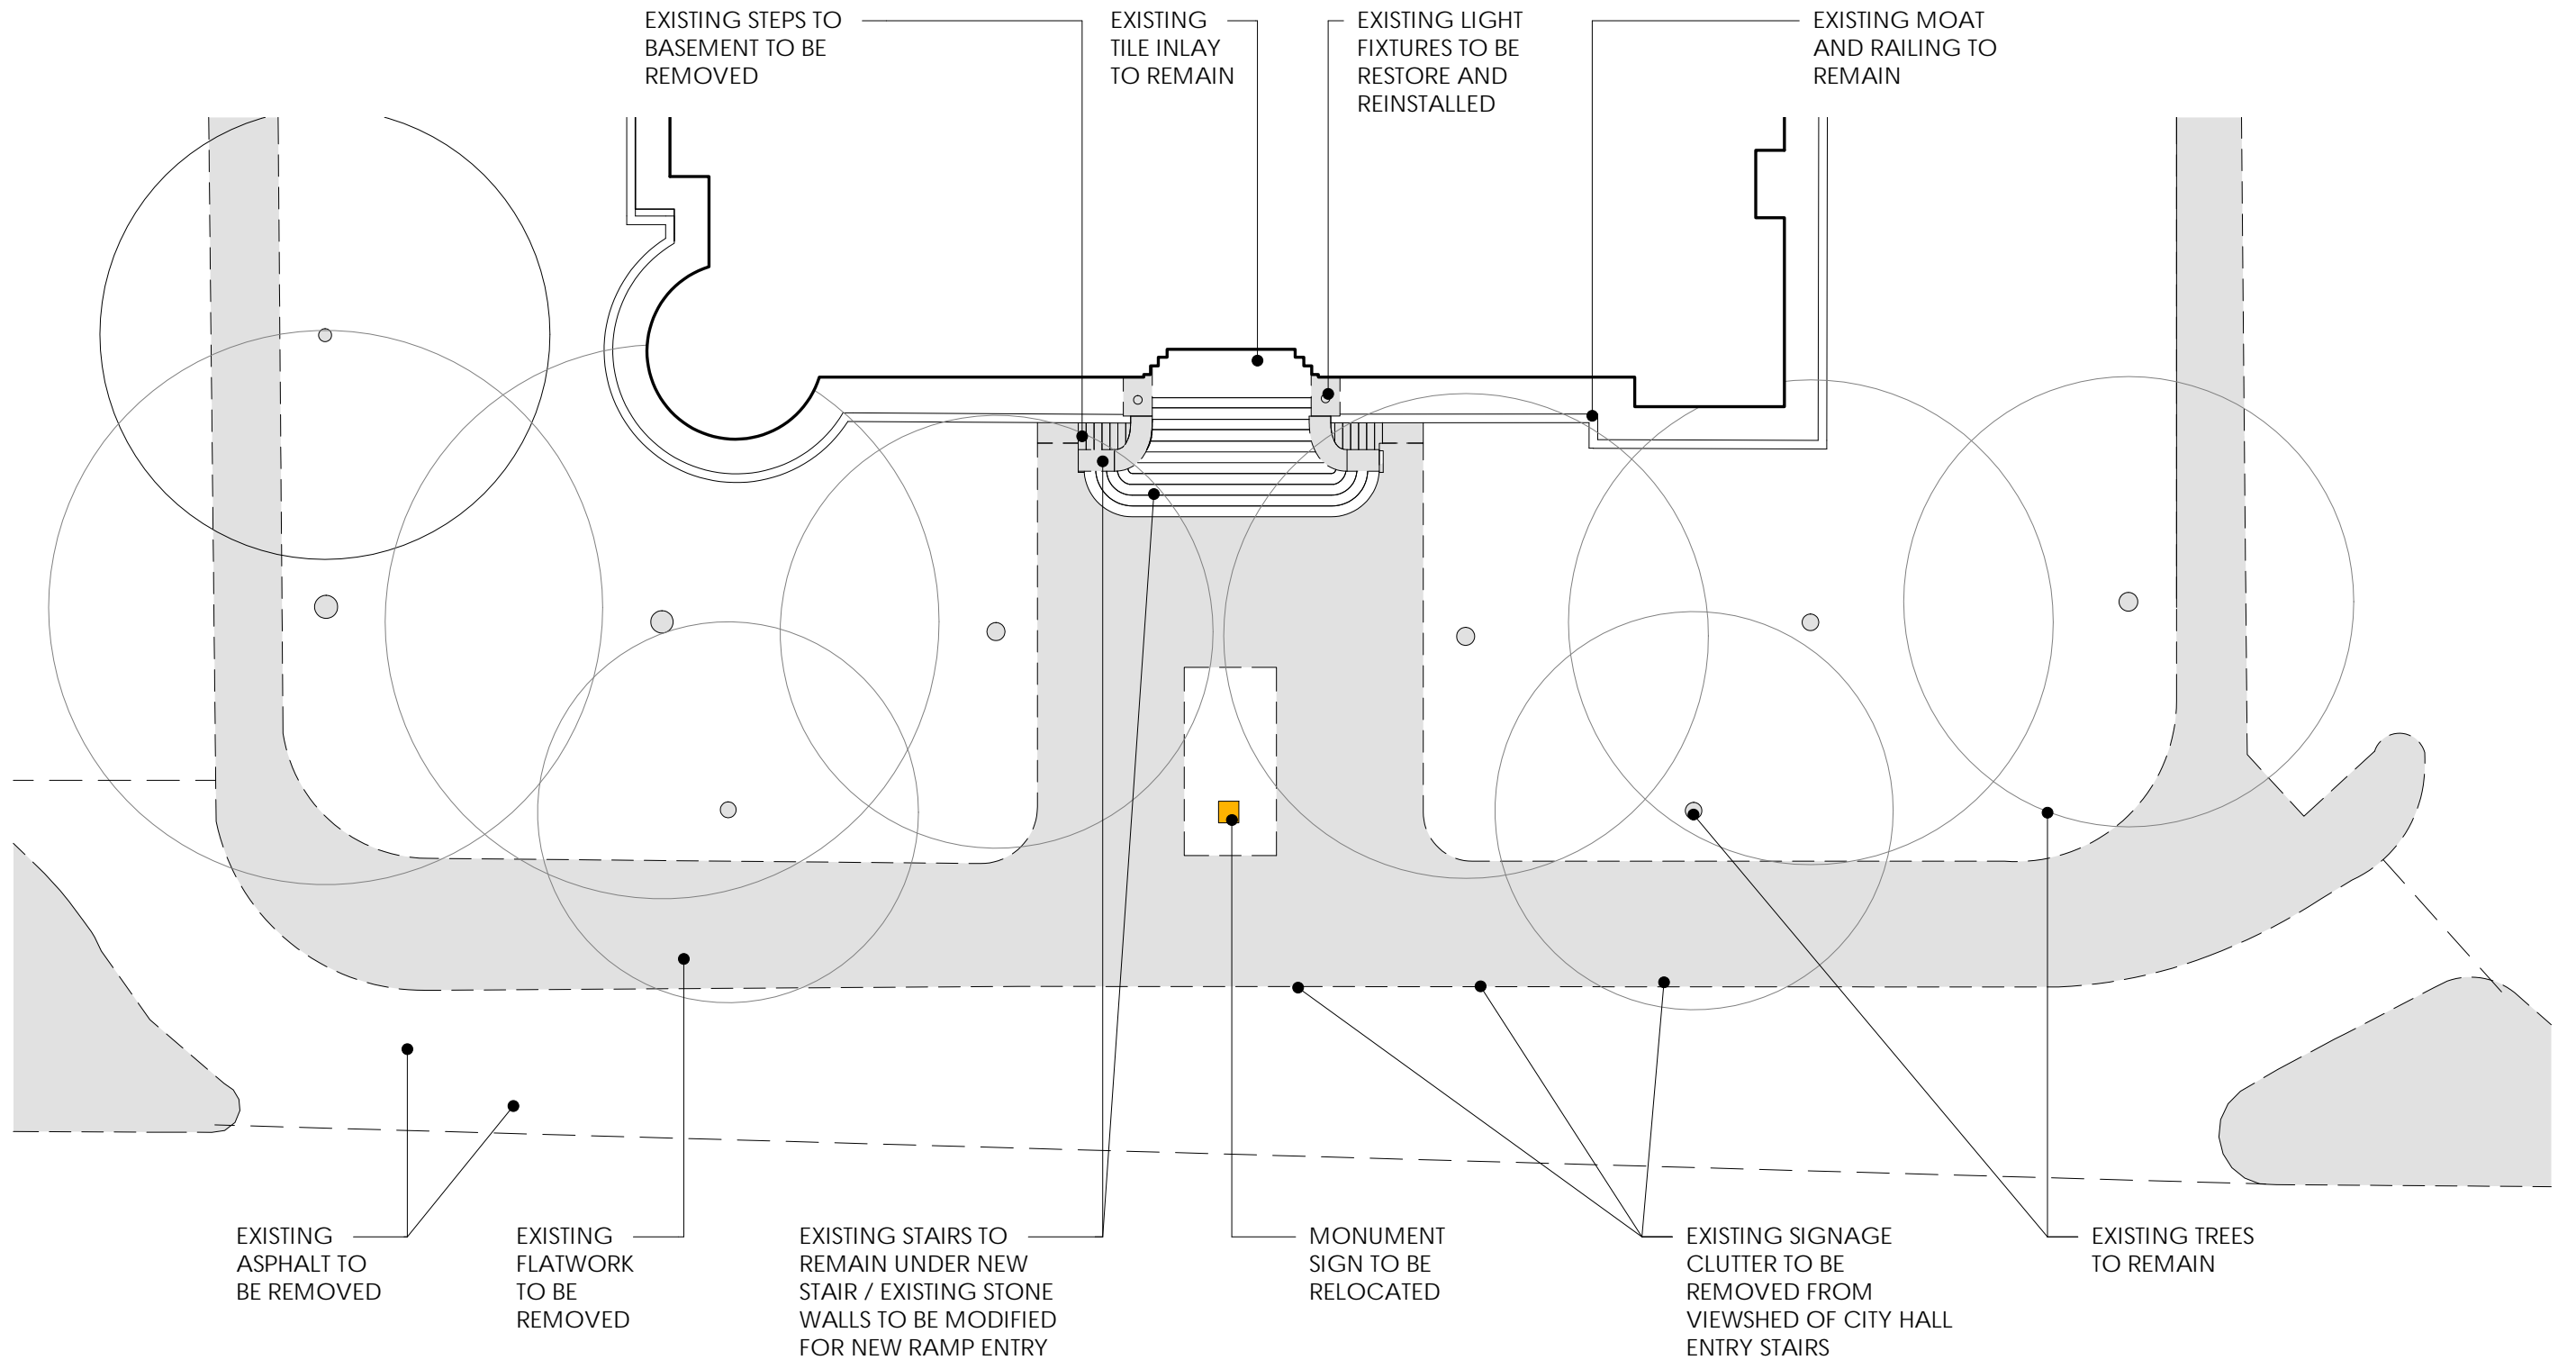 EXISTING STEPS TO
BASEMENT TO BE
REMOVED
EXISTING
TILE INLAY
TO REMAIN
EXISTING LIGHT
FIXTURES TO BE
RESTORE AND
REINSTALLED
EXISTING MOAT
AND RAILING TO
REMAIN
EXISTING
ASPHALT TO
BE REMOVED
EXISTING
FLATWORK
TO BE
REMOVED
EXISTING STAIRS TO
REMAIN UNDER NEW
STAIR / EXISTING STONE
WALLS TO BE MODIFIED
FOR NEW RAMP ENTRY
MONUMENT
SIGN TO BE
RELOCATED
EXISTING SIGNAGE
CLUTTER TO BE
REMOVED FROM
VIEWSHED OF CITY HALL
ENTRY STAIRS
EXISTING TREES
TO REMAIN